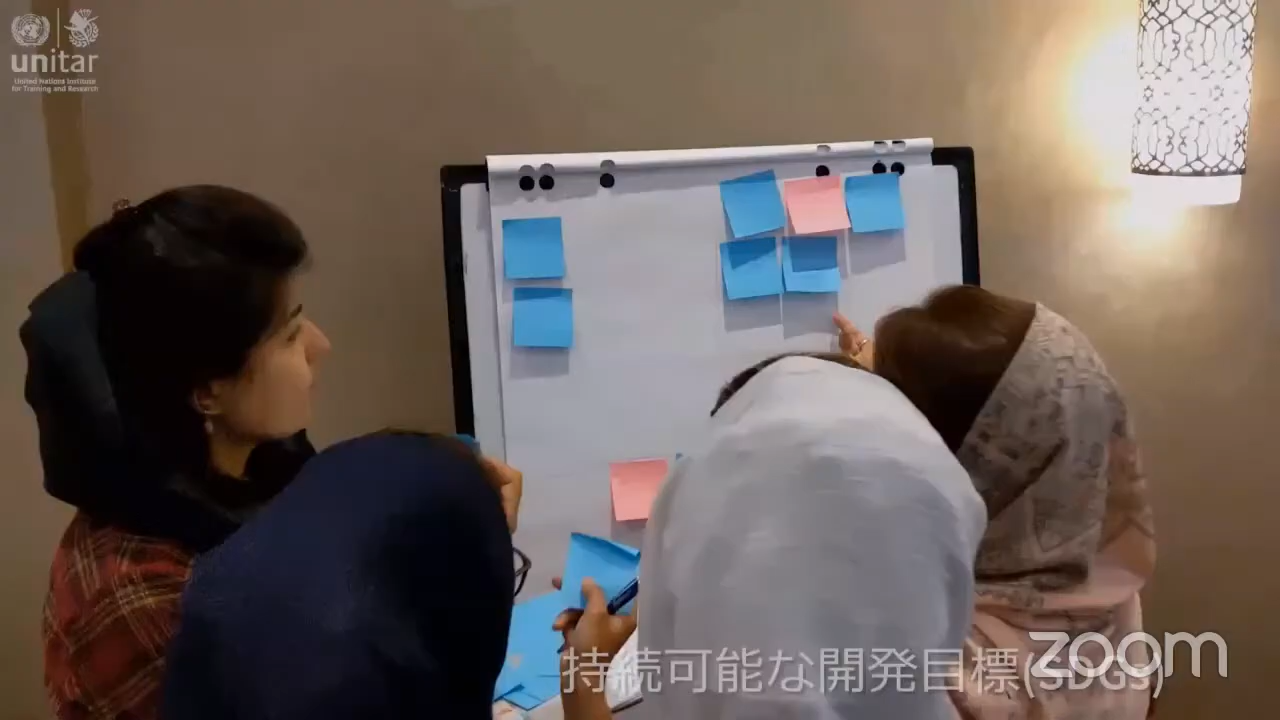 unitar
United Nations Institute
for Training and Research
持続可能な開発目標(SDGs)
zoom